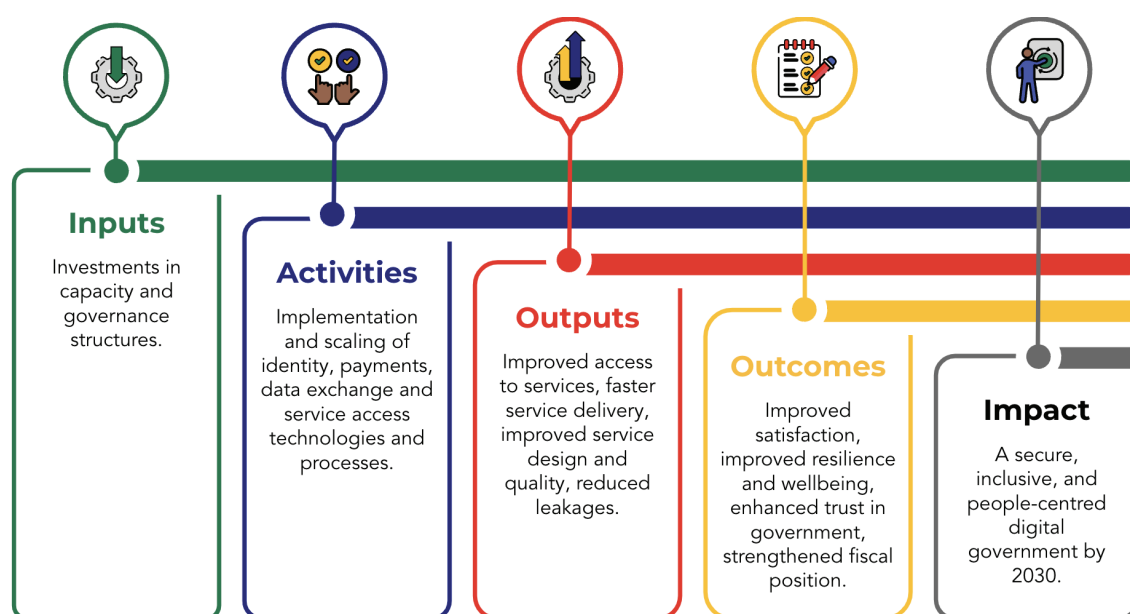 Inputs
Investments in
capacity and
governance
structures.
Activities
Implementation
and scaling of
identity, payments,
data exchange and
service access
technologies and
processes.
Outputs
Improved access
to services, faster
service delivery,
improved service
design and
quality, reduced
leakages.
Outcomes
Improved
satisfaction,
improved resilience
and wellbeing,
enhanced trust in
government,
strengthened fiscal
position.
Impact
A secure,
inclusive, and
people-centred
digital
government by
2030.